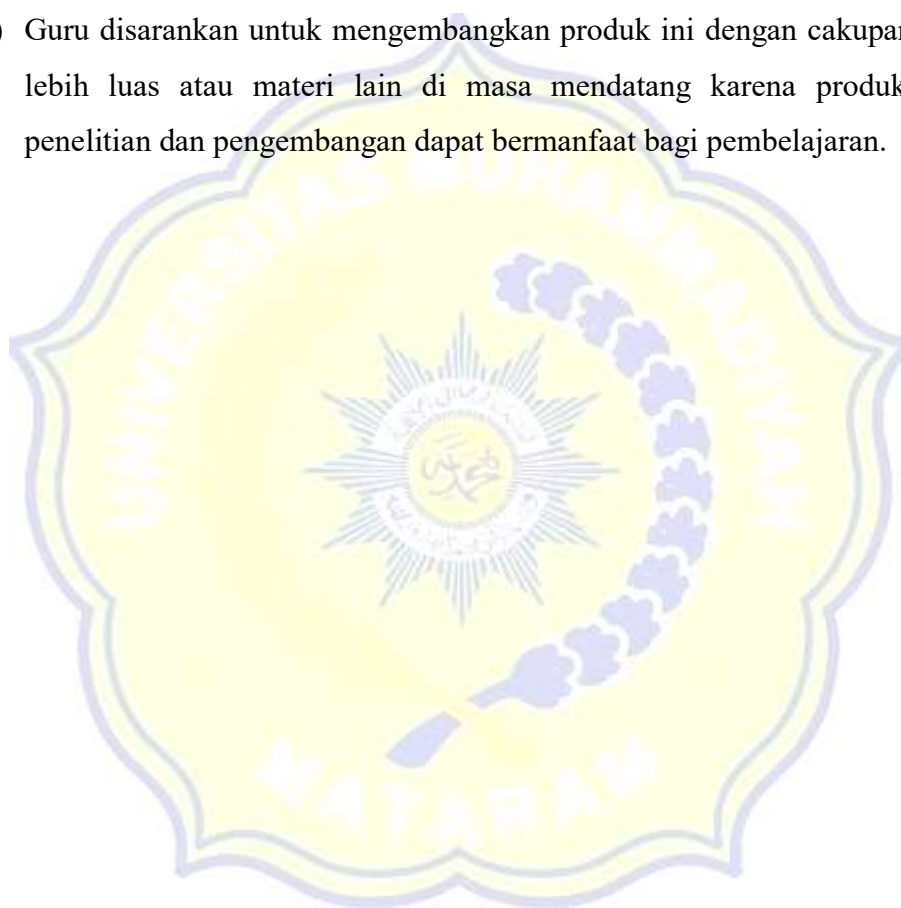 ) Guru disarankan untuk mengembangkan produk ini dengan cakupan
lebih luas atau materi lain di masa mendatang karena produk
penelitian dan pengembangan dapat bermanfaat bagi pembelajaran.
UNIVERSITAS MUHAMMADIYAH
MATARAM